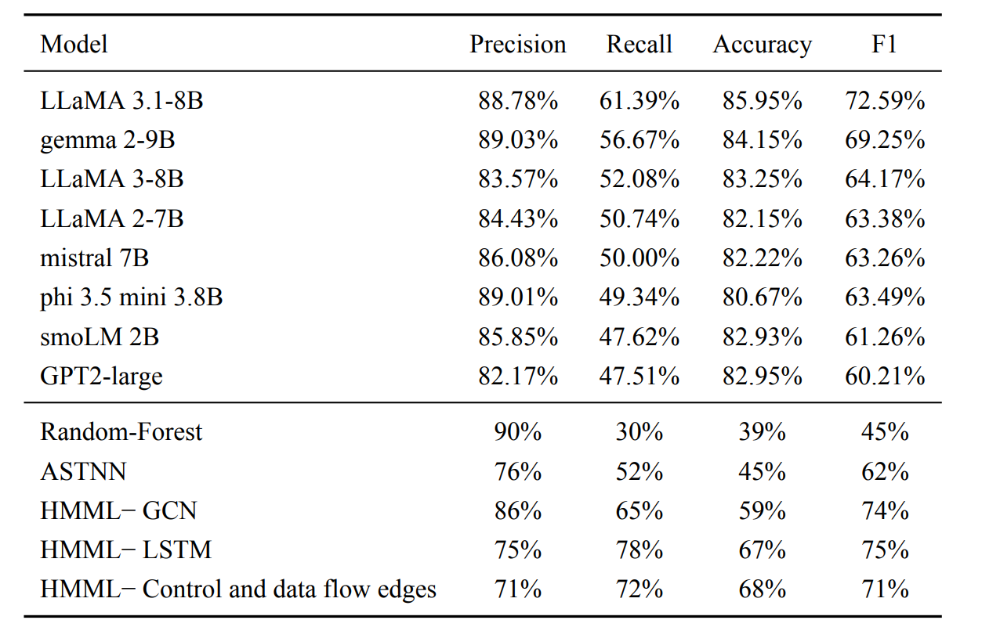 Model Precision Recall Accuracy F1
LLaMA 3.1-8B 88.78% 61.39% 85.95% 72.59%
gemma 2-9B 89.03% 56.67% 84.15% 69.25%
LLaMA 3-8B 83.57% 52.08% 83.25% 64.17%
LLaMA 2-7B 84.43% 50.74% 82.15% 63.38%
mistral 7B 86.08% 50.00% 82.22% 63.26%
phi 3.5 mini 3.8B 89.01% 49.34% 80.67% 63.49%
smoLM 2B 85.85% 47.62% 82.93% 61.26%
GPT2-large 82.17% 47.51% 82.95% 60.21%
Random-Forest 90% 30% 39% 45%
ASTNN 76% 52% 45% 62%
HMML− GCN 86% 65% 59% 74%
HMML− LSTM 75% 78% 67% 75%
HMML− Control and data flow edges 71% 72% 68% 71%